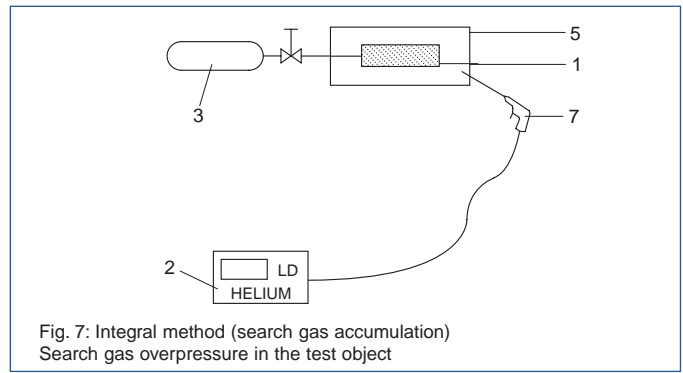 5
1
3
7
2
LD
HELIUM
Fig. 7: Integral method (search gas accumulation)
Search gas overpressure in the test object